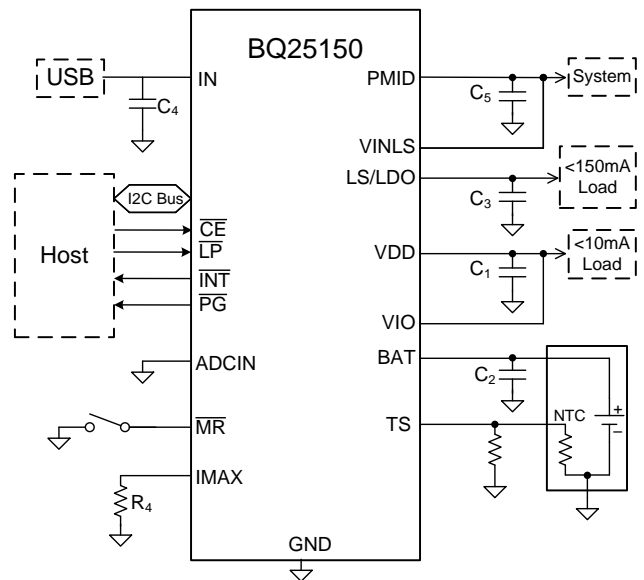 BQ25150
USB
IN
C4
I2C Bus
Host
CE
LP
INT
PG
ADCIN
MR
IMAX
R4
GND
PMID
C5
System
VINLS
LS/LDO
C3
<150mA
Load
VDD
C1
<10mA
Load
VIO
BAT
C2
TS
NTC
+
−